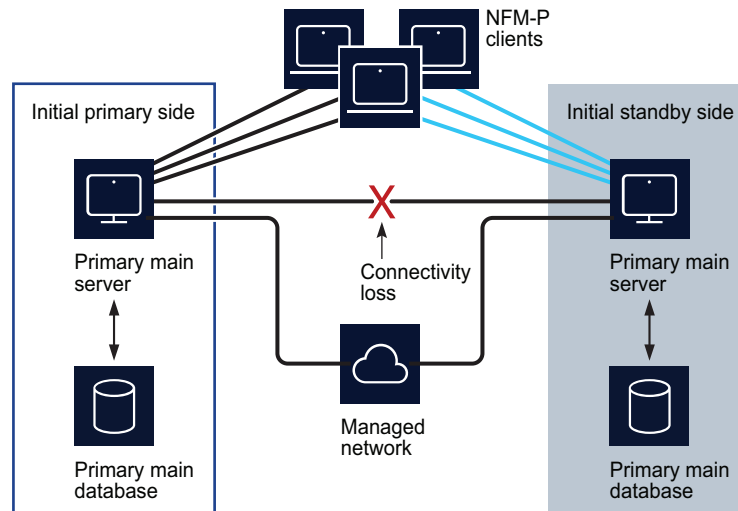 NFM-P
clients
Initial primary side
Initial standby side
X
Primary main
server
Connectivity
loss
Primary main
server
Managed
network
Primary main
database
Primary main
database